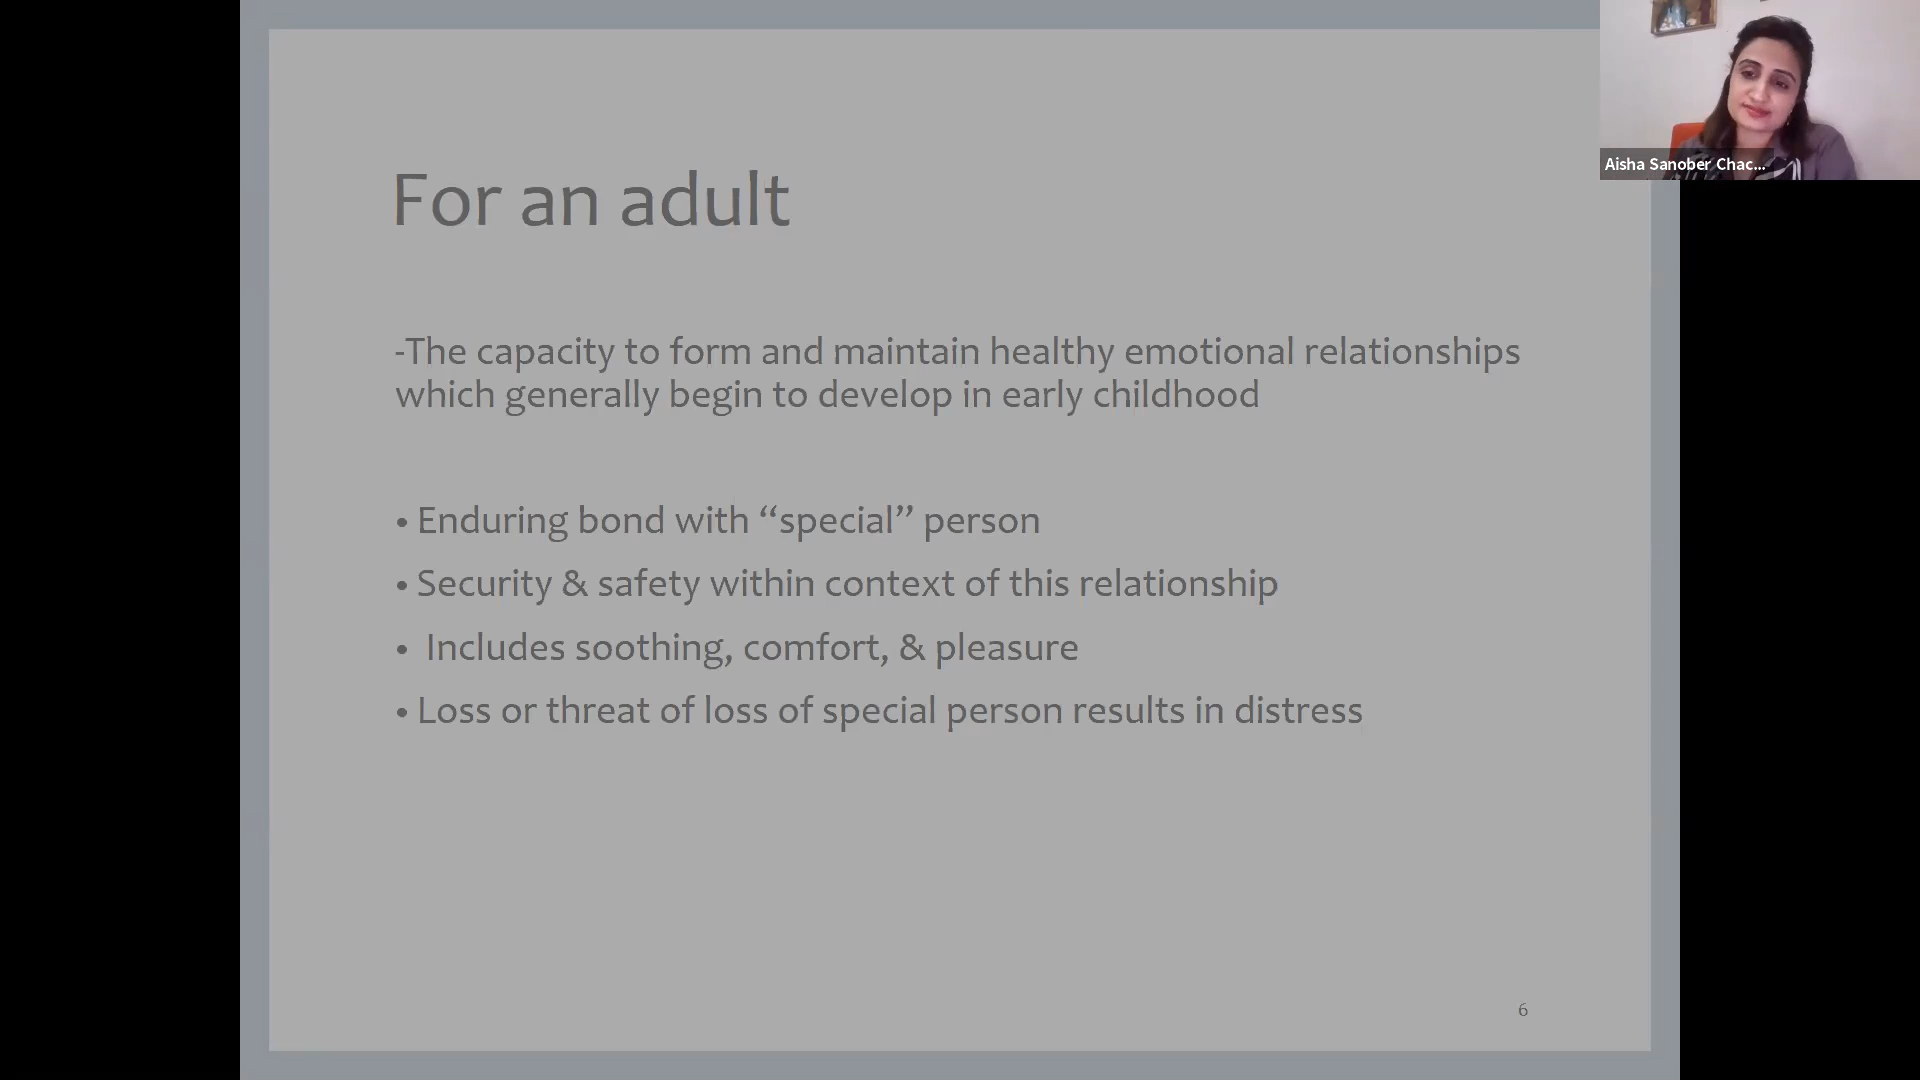 Aisha Sanober Chac...
For an adult
-The capacity to form and maintain healthy emotional relationships
which generally begin to develop in early childhood
• Enduring bond with “special” person
• Security & safety within context of this relationship
• Includes soothing, comfort, & pleasure
• Loss or threat of loss of special person results in distress
6